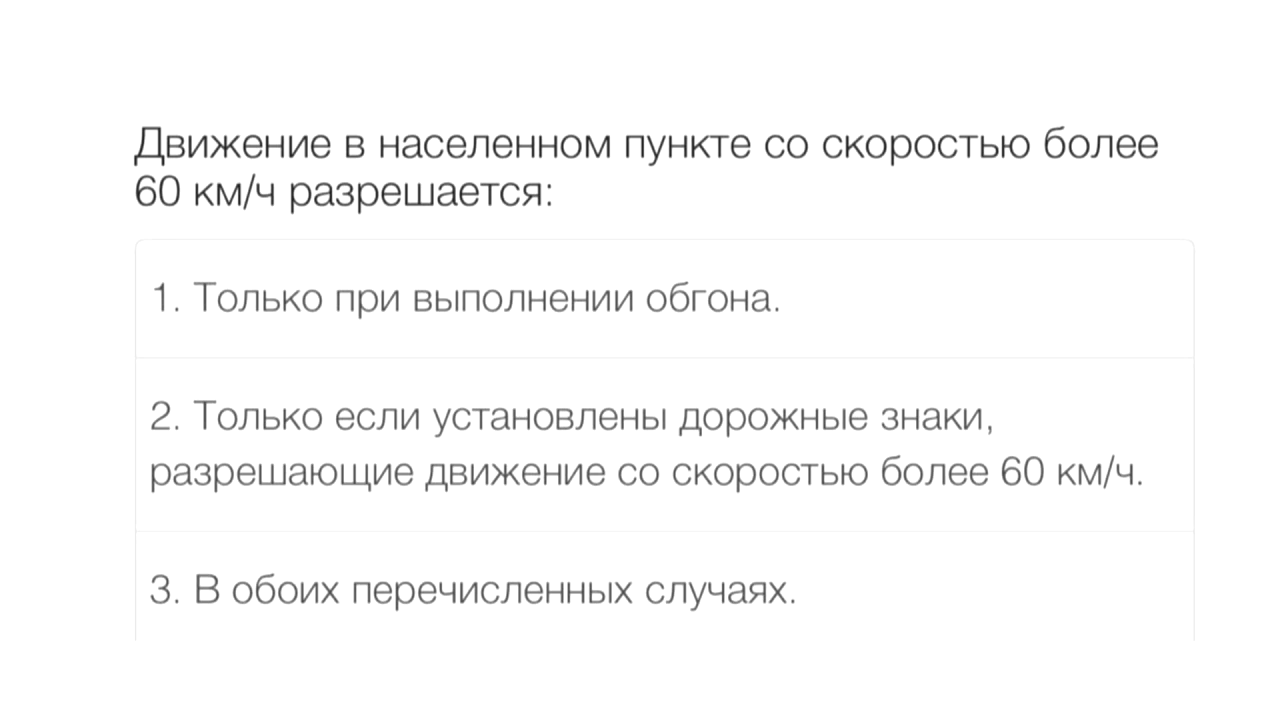 Движение в населенном пункте со скоростью более
60 км/ч разрешается:
1. Только при выполнении обгона.
2. Только если установлены дорожные знаки,
разрешающие движение со скоростью более 60 км/ч.
3. В обоих перечисленных случаях.